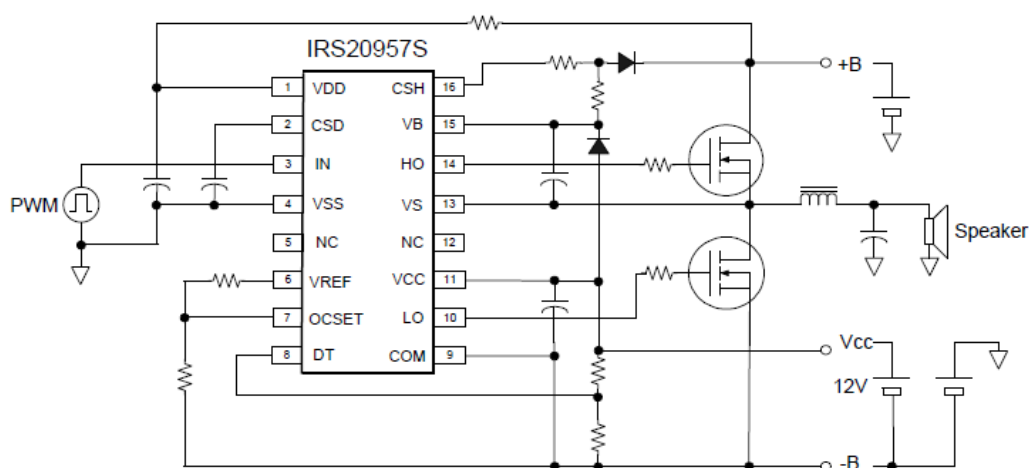 IRS20957S
1 VDD CSH 16
+B
2 CSD VB 15
3 IN HO 14
PWM
4 VSS VS 13
Speaker
5 NC NC 12
6 VREF VCC 11
7 OCSET LO 10
8 DT COM 9
Vcc
12V
-B